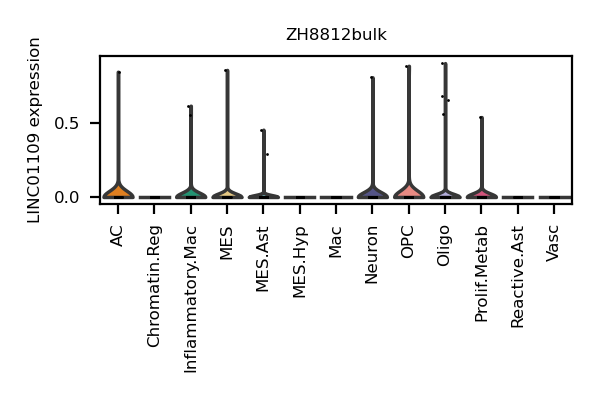 ZH8812bulk
LINC01109 expression
0.5
0.0
AC
Chromatin.Reg
Inflammatory.Mac
MES
MES.Ast
MES.Hyp
Mac
Neuron
OPC
Oligo
Prolif.Metab
Reactive.Ast
Vasc